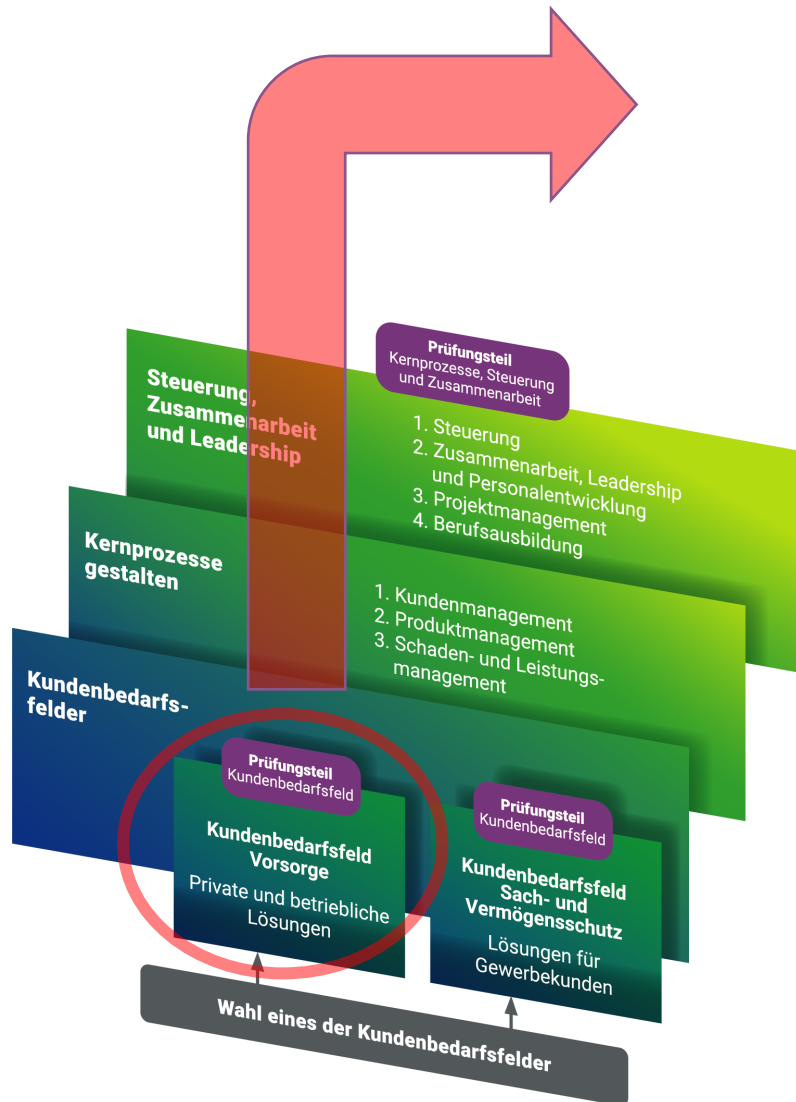 Prüfungsteil
Kernprozesse, Steuerung
und Zusammenarbeit
Steuerung,
Zusammenarbeit
und Leadership
1. Steuerung
2. Zusammenarbeit, Leadership
und Personalentwicklung
3. Projektmanagement
4. Berufsausbildung
Kernprozesse
gestalten
1. Kundenmanagement
2. Produktmanagement
3. Schaden- und Leistungs-
management
Kundenbedarfs-
felder
Prüfungsteil
Kundenbedarfsfeld
Kundenbedarfsfeld
Vorsorge
Private und betriebliche
Lösungen
Prüfungsteil
Kundenbedarfsfeld
Kundenbedarfsfeld
Sach- und
Vermögensschutz
Lösungen für
Gewerbekunden
Wahl eines der Kundenbedarfsfelder